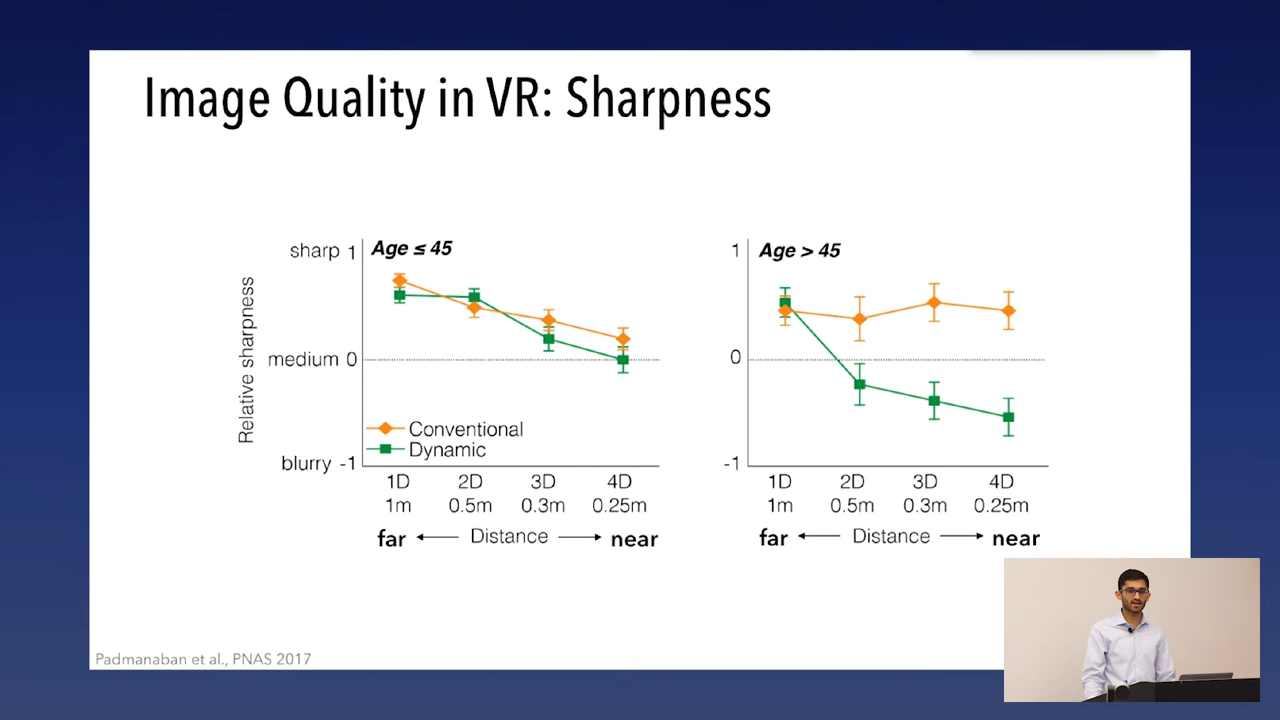 Image Quality in VR: Sharpness
Relative sharpness
sharp 1
medium 0
blurry -1
Age ≤ 45
Conventional
Dynamic
1D 2D 3D 4D
1m 0.5m 0.3m 0.25m
far ← Distance → near
1
0
-1
Age > 45
1D 2D 3D 4D
1m 0.5m 0.3m 0.25m
far ← Distance → near
Padmanaban et al., PNAS 2017